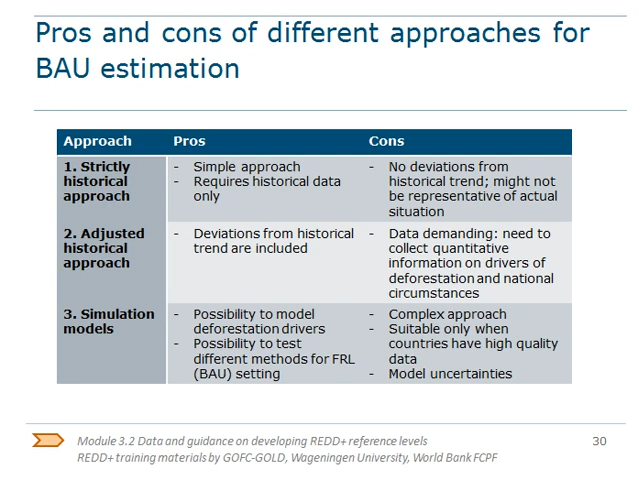 Pros and cons of different approaches for
BAU estimation
Approach Pros Cons
1. Strictly
historical
approach
- Simple approach
- Requires historical data
only
- No deviations from
historical trend; might not
be representative of actual
situation
2. Adjusted
historical
approach
- Deviations from historical
trend are included
- Data demanding: need to
collect quantitative
information on drivers of
deforestation and national
circumstances
3. Simulation
models
- Possibility to model
deforestation drivers
- Possibility to test
different methods for FRL
(BAU) setting
- Complex approach
- Suitable only when
countries have high quality
data
- Model uncertainties
Module 3.2 Data and guidance on developing REDD+ reference levels
REDD+ training materials by GOFC-GOLD, Wageningen University, World Bank FCPF
30